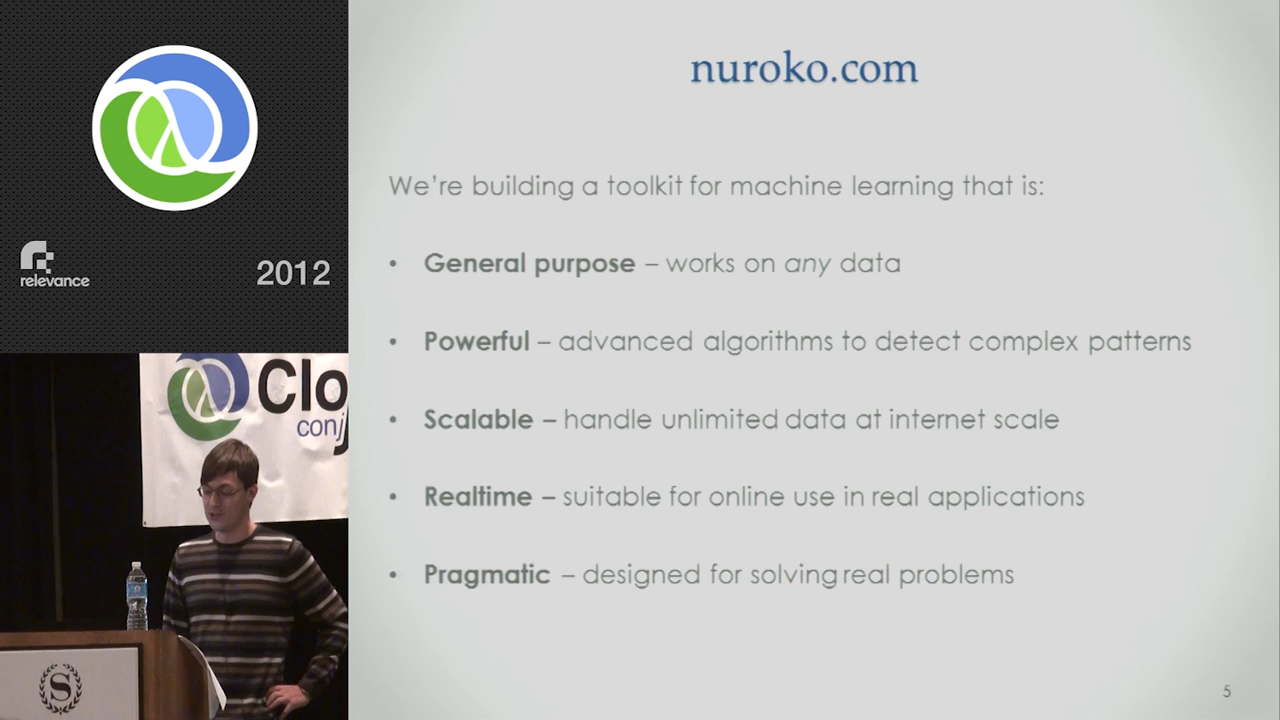 relevance
2012
Clo
conj
S
nuroko.com
We're building a toolkit for machine learning that is:
• General purpose – works on any data
• Powerful – advanced algorithms to detect complex patterns
• Scalable – handle unlimited data at internet scale
• Realtime – suitable for online use in real applications
• Pragmatic – designed for solving real problems
5